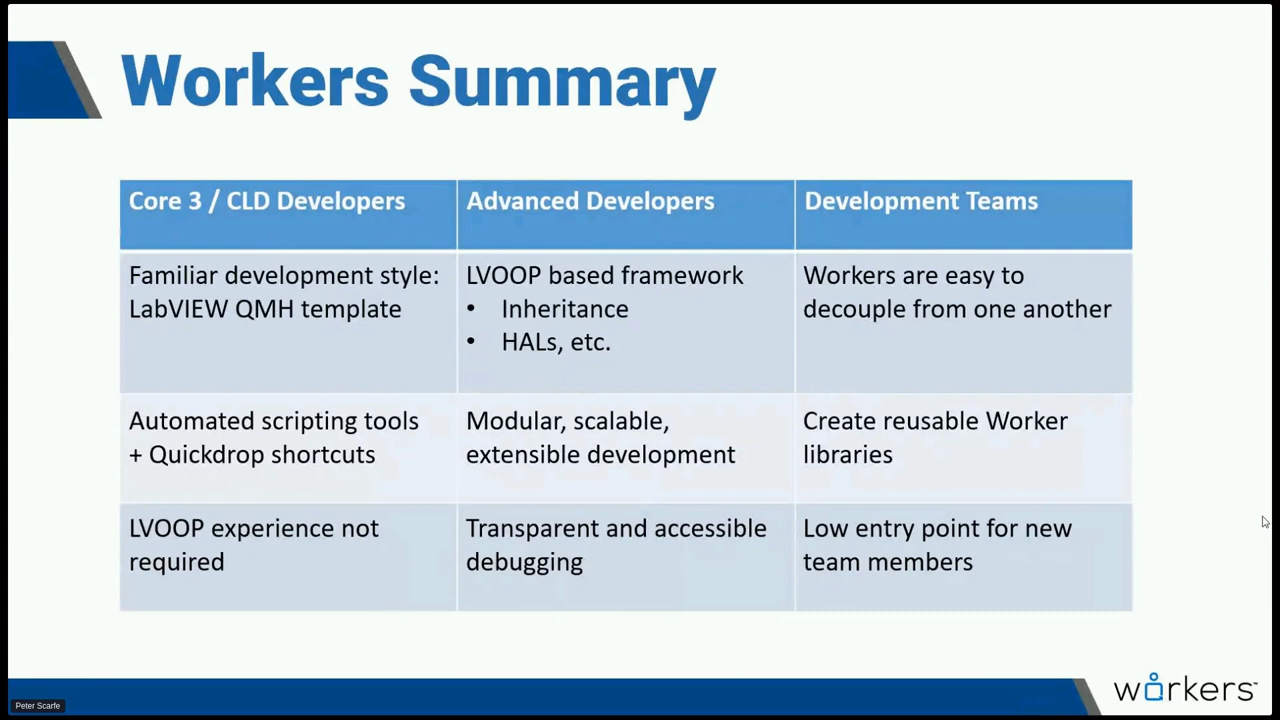 Workers Summary
Core 3 / CLD Developers
Advanced Developers
Development Teams
Familiar development style:
LabVIEW QMH template
LVOOP based framework
• Inheritance
• HALs, etc.
Workers are easy to
decouple from one another
Automated scripting tools
+ Quickdrop shortcuts
Modular, scalable,
extensible development
Create reusable Worker
libraries
LVOOP experience not
required
Transparent and accessible
debugging
Low entry point for new
team members
Peter Scarfe
workers™